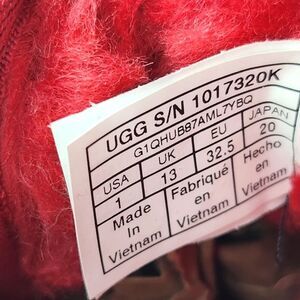 UGG S/N 1017320K
G1QHUB87AML7YBQ
USA UK EU JAPAN
1 13 32.5 20
Made Fabriqué Hecho
in en en
Vietnam Vietnam Vietnam